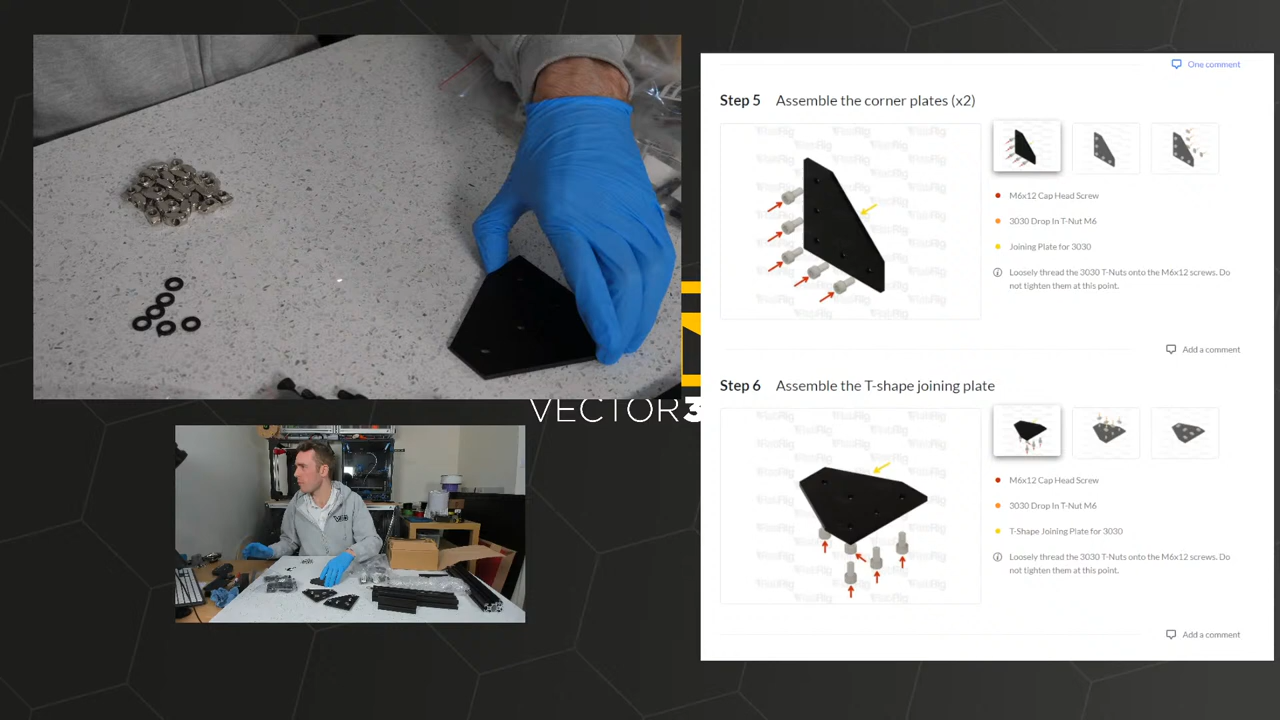 One comment
Step 5 Assemble the corner plates (x2)
M6x12 Cap Head Screw
3030 Drop In T-Nut M6
Joining Plate for 3030
Loosely thread the 3030 T-Nuts onto the M6x12 screws. Do
not tighten them at this point.
Add a comment
VECTOR3
Step 6 Assemble the T-shape joining plate
M6x12 Cap Head Screw
3030 Drop In T-Nut M6
T-Shape Joining Plate for 3030
Loosely thread the 3030 T-Nuts onto the M6x12 screws. Do
not tighten them at this point.
Add a comment